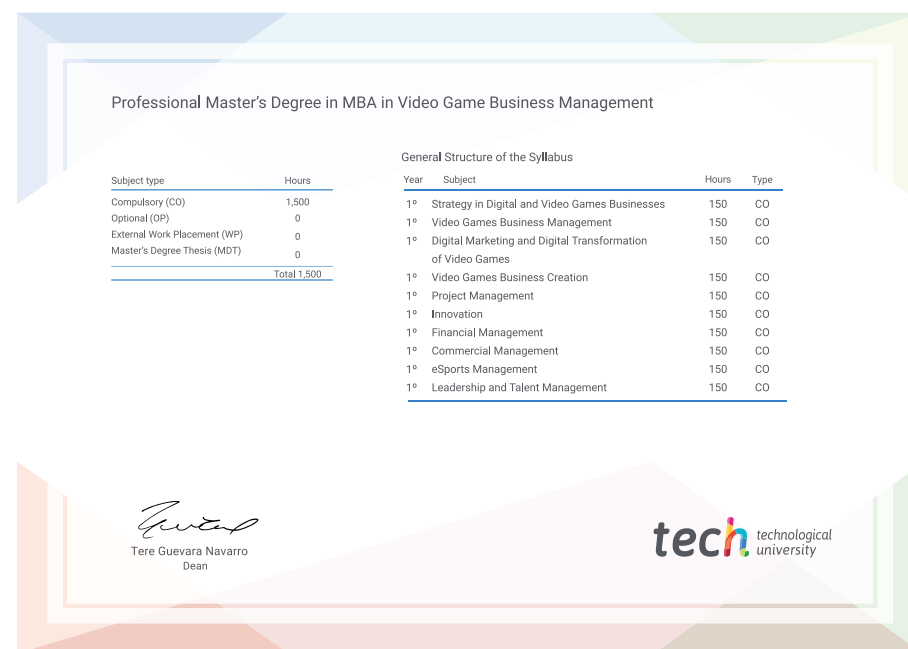 Professional Master's Degree in MBA in Video Game Business Management
Subject type Hours
Compulsory (CO) 1,500
Optional (OP) 0
External Work Placement (WP) 0
Master's Degree Thesis (MDT) 0
Total 1,500
General Structure of the Syllabus
Year Subject Hours Type
1º Strategy in Digital and Video Games Businesses 150 CO
1º Video Games Business Management 150 CO
1º Digital Marketing and Digital Transformation 150 CO
of Video Games
1º Video Games Business Creation 150 CO
1º Project Management 150 CO
1º Innovation 150 CO
1º Financial Management 150 CO
1º Commercial Management 150 CO
1º eSports Management 150 CO
1º Leadership and Talent Management 150 CO
Tere Guevara Navarro
Dean
tech technological
university